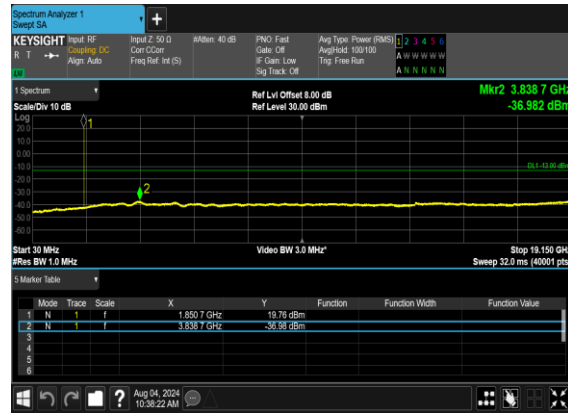 Spectrum Analyzer 1
Swept SA
+
KEYSIGHT Input: RF Input Z: 50 Ω #Atten: 40 dB PNO: Fast Avg Type: Power (RMS) 1 2 3 4 5 6
R T Coupling: DC Corr CCorr Gate: Off Avg|Hold: 100/100 A W W W W W
Align: Auto Freq Ref: Int (S) IF Gain: Low Trig: Free Run
LW Sig Track: Off A N N N N N
1 Spectrum Ref Lvl Offset 8.00 dB Mkr2 3.838 7 GHz
Scale/Div 10 dB Ref Level 30.00 dBm -36.982 dBm
Log
1
20.0
10.0
0.00
-10.0 DL1 -13.00 dBm
-20.0
-30.0 2
-40.0
-50.0
-60.0
Start 30 MHz Video BW 3.0 MHz* Stop 19.150 GHz
#Res BW 1.0 MHz Sweep 32.0 ms (40001 pts)
5 Marker Table
Mode Trace Scale X Y Function Function Width Function Value
1 N 1 f 1.850 7 GHz 19.76 dBm
2 N 1 f 3.838 7 GHz -36.98 dBm
3
4
5
6
? Aug 04, 2024
10:38:22 AM